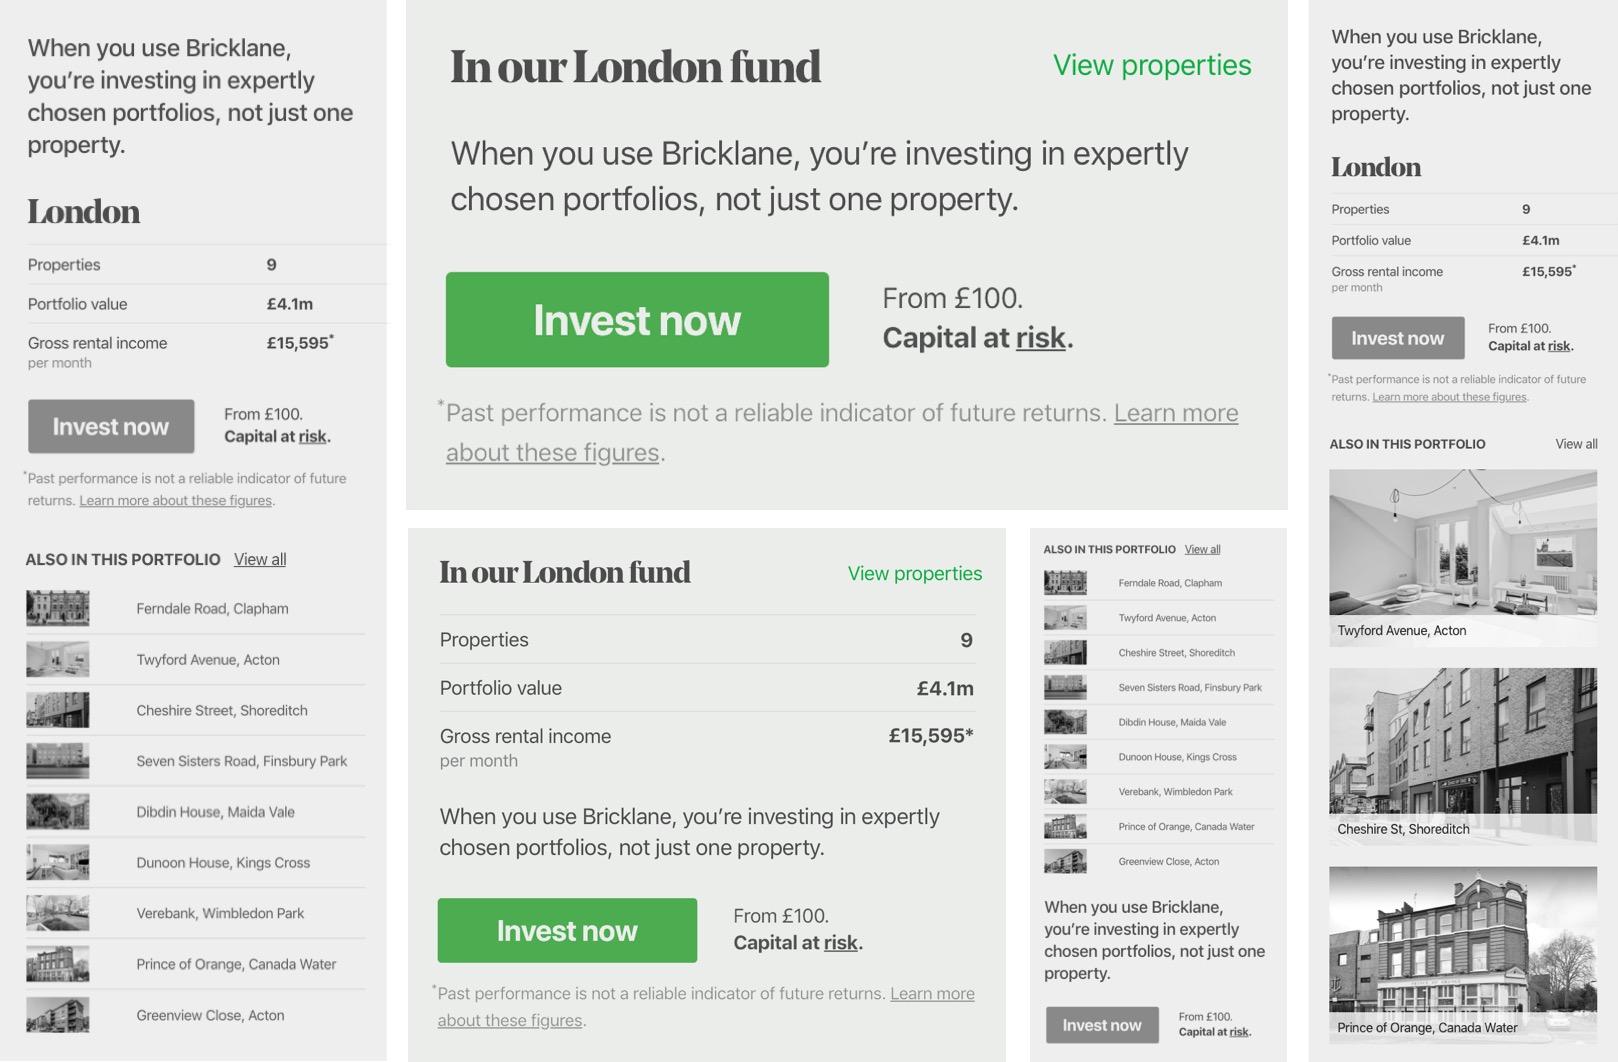 When you use Bricklane,
you’re investing in expertly
chosen portfolios, not just one
property.
London
Properties 9
Portfolio value £4.1m
Gross rental income £15,595*
per month
Invest now
From £100.
Capital at risk.
*Past performance is not a reliable indicator of future
returns. Learn more about these figures.
ALSO IN THIS PORTFOLIO View all
Ferndale Road, Clapham
Twyford Avenue, Acton
Cheshire Street, Shoreditch
Seven Sisters Road, Finsbury Park
Dibdin House, Maida Vale
Dunoon House, Kings Cross
Verebank, Wimbledon Park
Prince of Orange, Canada Water
Greenview Close, Acton
In our London fund View properties
When you use Bricklane, you’re investing in expertly
chosen portfolios, not just one property.
Invest now
From £100.
Capital at risk.
*Past performance is not a reliable indicator of future returns. Learn more
about these figures.
In our London fund View properties
Properties 9
Portfolio value £4.1m
Gross rental income £15,595*
per month
When you use Bricklane, you’re investing in expertly
chosen portfolios, not just one property.
Invest now
From £100.
Capital at risk.
*Past performance is not a reliable indicator of future returns. Learn more
about these figures.
ALSO IN THIS PORTFOLIO View all
Ferndale Road, Clapham
Twyford Avenue, Acton
Cheshire Street, Shoreditch
Seven Sisters Road, Finsbury Park
Dibdin House, Maida Vale
Dunoon House, Kings Cross
Verebank, Wimbledon Park
Prince of Orange, Canada Water
Greenview Close, Acton
When you use Bricklane,
you’re investing in expertly
chosen portfolios, not just one
property.
Invest now
From £100.
Capital at risk.
When you use Bricklane,
you’re investing in expertly
chosen portfolios, not just one
property.
London
Properties 9
Portfolio value £4.1m
Gross rental income £15,595*
per month
Invest now
From £100.
Capital at risk.
*Past performance is not a reliable indicator of future
returns. Learn more about these figures.
ALSO IN THIS PORTFOLIO View all
Twyford Avenue, Acton
Cheshire St, Shoreditch
Prince of Orange, Canada Water